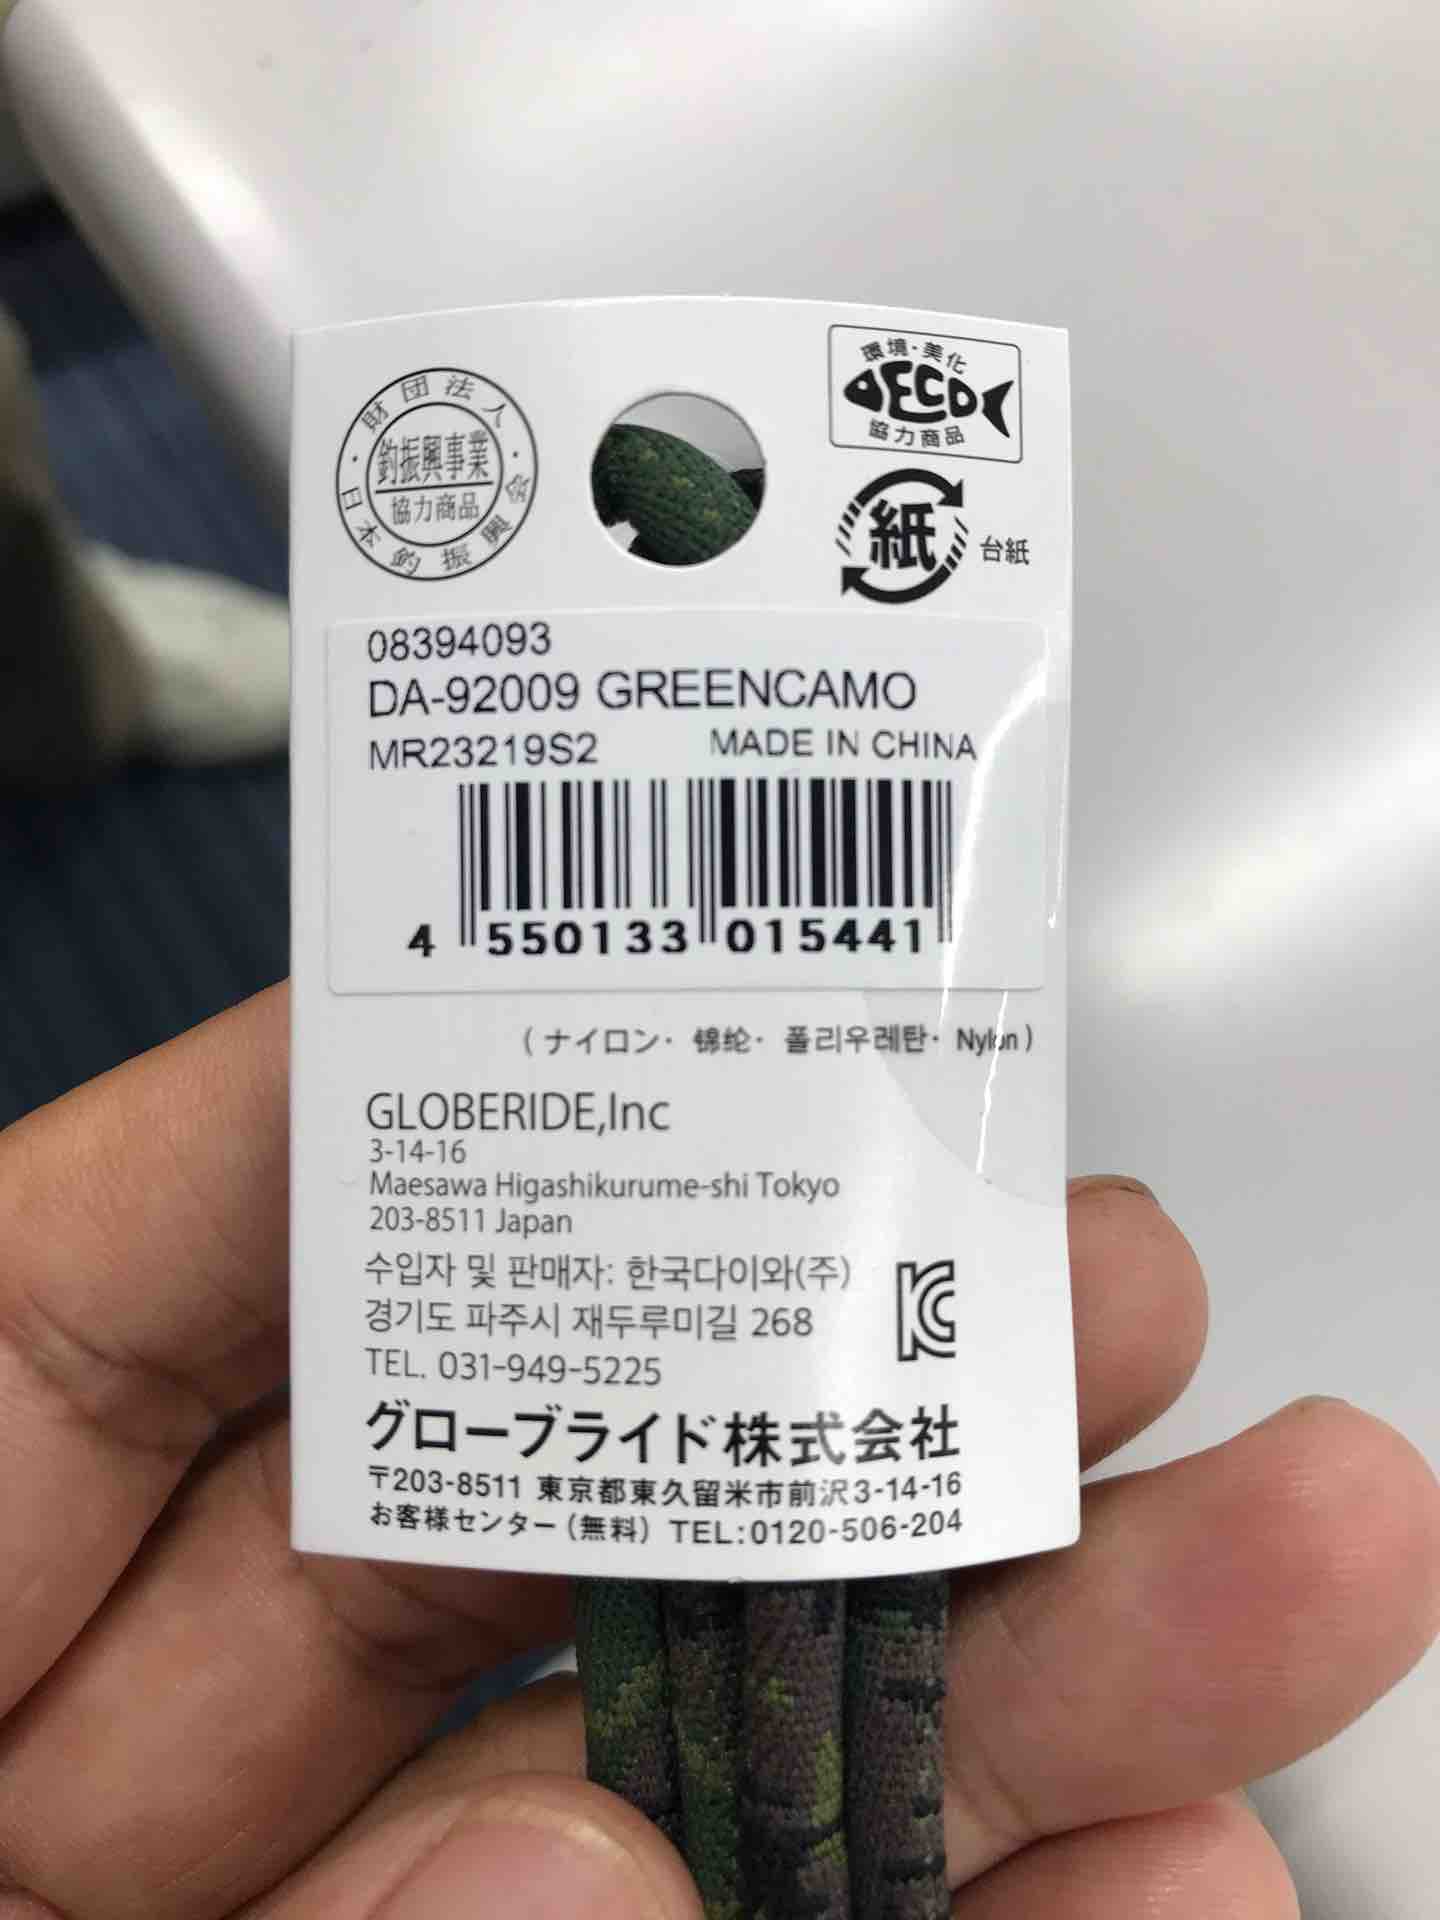 財団法人
釣振興事業
協力商品
日本釣振興会
環境・美化
ECO
協力商品
紙
台紙
08394093
DA-92009 GREENCAMO
MR23219S2 MADE IN CHINA
4 550133 015441
(ナイロン・锦纶・폴리우레탄・Nylon)
GLOBERIDE,Inc
3-14-16
Maesawa Higashikurume-shi Tokyo
203-8511 Japan
수입자 및 판매자: 한국다이와(주)
경기도 파주시 재두루미길 268
TEL. 031-949-5225
グローブライド株式会社
〒203-8511 東京都東久留米市前沢3-14-16
お客様センター(無料) TEL:0120-506-204